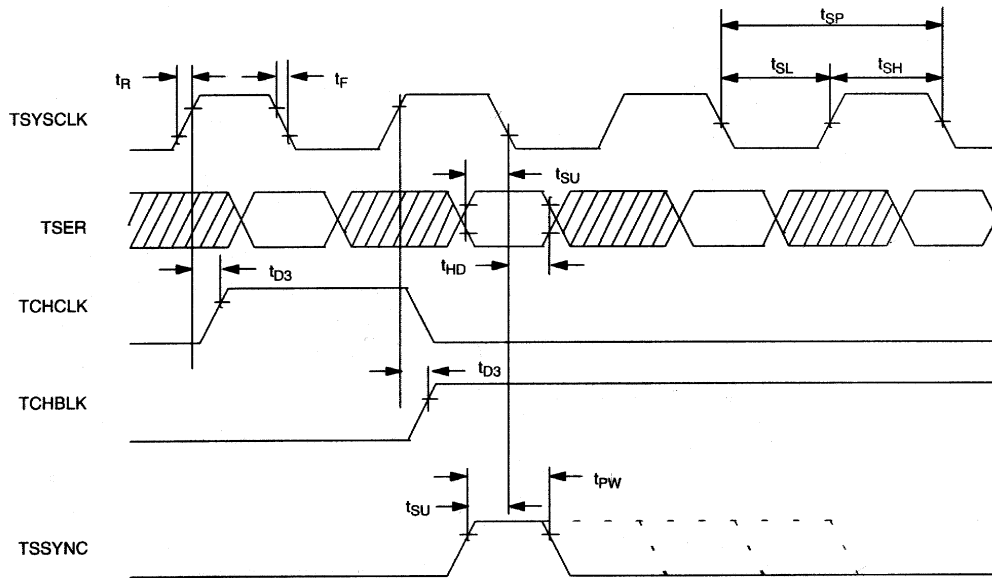 tSP
tR
tF
tSL
tSH
TSYSCLK
tSU
TSER
tHD
tD3
TCHCLK
tD3
TCHBLK
tPW
tSU
TSSYNC